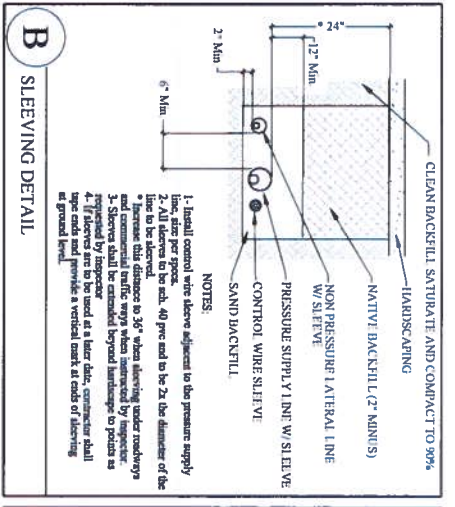 CLEAN BACKFILL SATURATE AND COMPACT TO 90%
HARDSCAPING
NATIVE BACKFILL (2" MINUS)
NON PRESSURE LATERAL LINE
W/ SLEEVE
PRESSURE SUPPLY LINE W/ SLEEVE
CONTROL WIRE SLEEVE
SAND BACKFILL
* 24"
12" Min
2" Min
6" Min
NOTES:
1- Install control wire sleeve adjacent to the pressure supply
line, size per specs.
2- All sleeves to be sch. 40 pvc and to be 2x the diameter of the
line to be sleeved.
* Increase this distance to 36" when sleeving under roadways
and commercial traffic ways when instructed by inspector.
3- Sleeves shall be extended beyond hardscape to points as
requested by inspector
4- If sleeves are to be used at a later date, contractor shall
tape ends and provide a vertical mark at ends of sleeving
at ground level.
B SLEEVING DETAIL